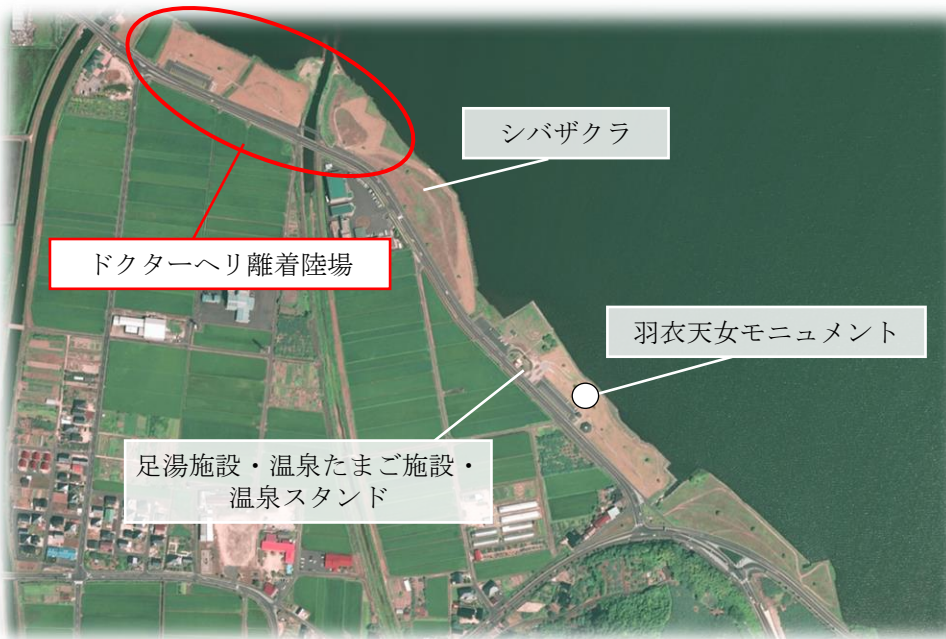 シバザクラ
ドクターヘリ離着陸場
羽衣天女モニュメント
足湯施設・温泉たまご施設・
温泉スタンド